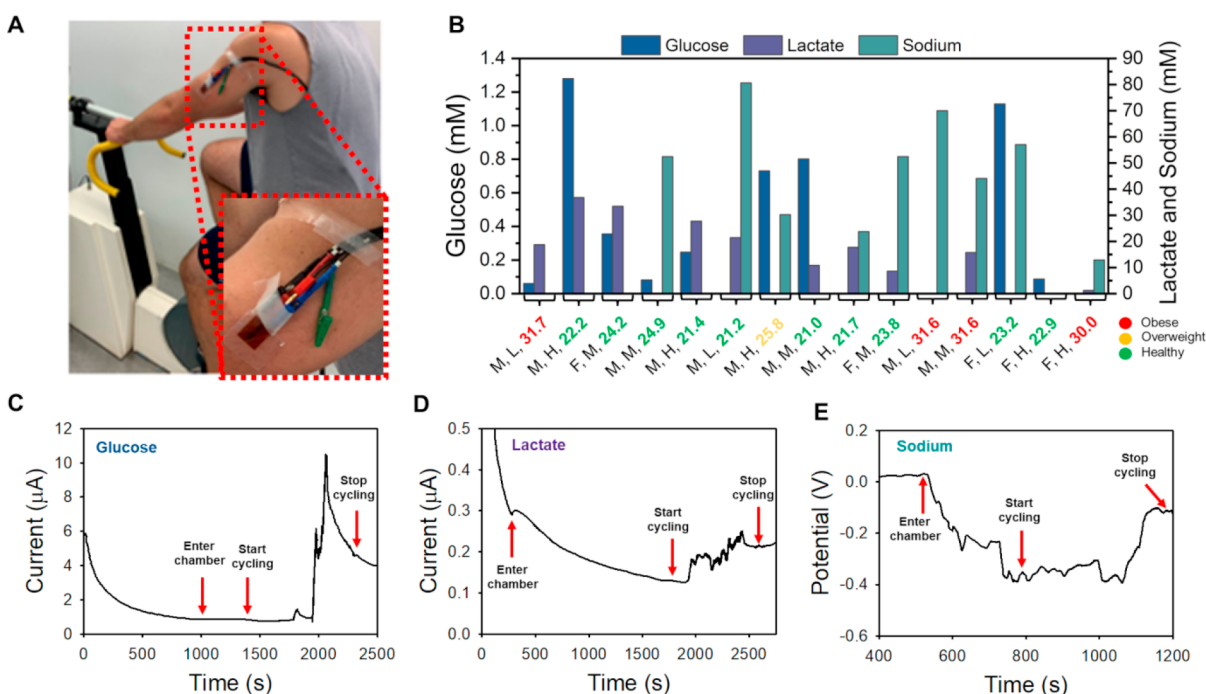 A
B
Glucose
Lactate
Sodium
Glucose (mM)
1.4
1.2
1.0
0.8
0.6
0.4
0.2
0.0
90
80
70
60
50
40
30
20
10
0
Lactate and Sodium (mM)
M, L, 31.7
M, H, 22.2
F, M, 24.2
M, M, 24.9
M, H, 21.4
M, L, 21.2
M, H, 25.8
M, M, 21.0
M, H, 21.7
F, M, 23.8
M, L, 31.6
M, M, 31.6
F, L, 23.2
F, H, 22.9
F, H, 30.0
Obese
Overweight
Healthy
C
Glucose
Current (μA)
12
10
8
6
4
2
0
Enter
chamber
Start
cycling
Stop
cycling
0 500 1000 1500 2000 2500
Time (s)
D
Lactate
Current (μA)
0.5
0.4
0.3
0.2
0.1
0.0
Enter
chamber
Start
cycling
Stop
cycling
0 500 1000 1500 2000 2500
Time (s)
E
Sodium
Potential (V)
0.2
0.0
-0.2
-0.4
-0.6
Enter
chamber
Start
cycling
Stop
cycling
400 600 800 1000 1200
Time (s)